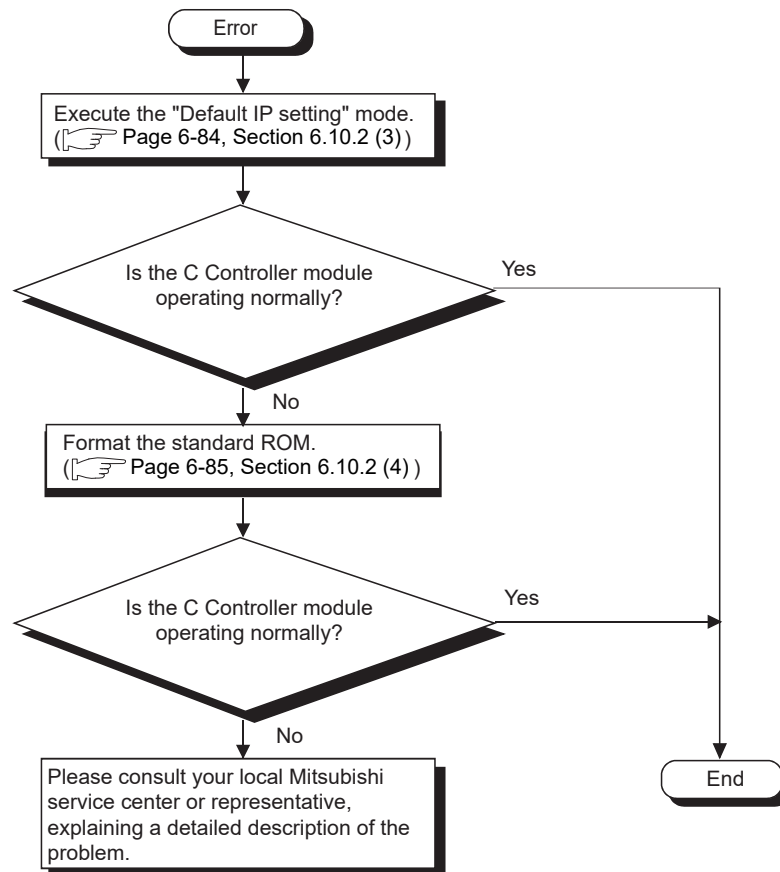 Error
Execute the "Default IP setting" mode.
( Page 6-84, Section 6.10.2 (3) )
Is the C Controller module
operating normally?
Yes
No
Format the standard ROM.
( Page 6-85, Section 6.10.2 (4) )
Is the C Controller module
operating normally?
Yes
No
Please consult your local Mitsubishi
service center or representative,
explaining a detailed description of the
problem.
End